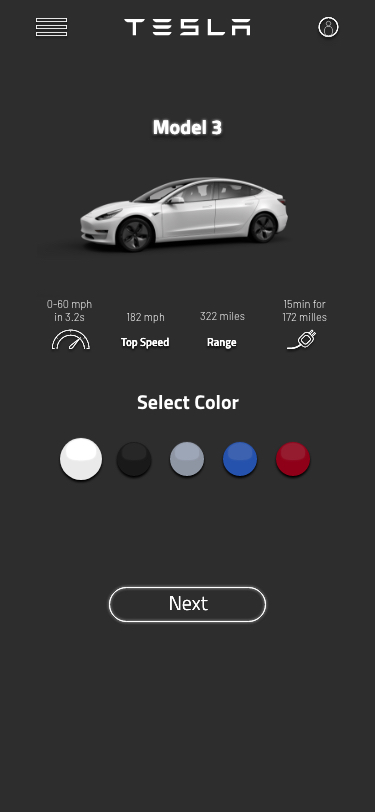 TESLA
Model 3
0-60 mph
in 3.2s
182 mph
Top Speed
322 miles
Range
15min for
172 milles
Select Color
Next